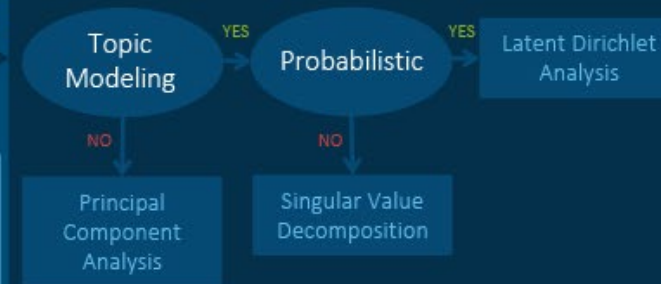 Topic
Modeling
YES
Probabilistic
YES
Latent Dirichlet
Analysis
NO
NO
Principal
Component
Analysis
Singular Value
Decomposition